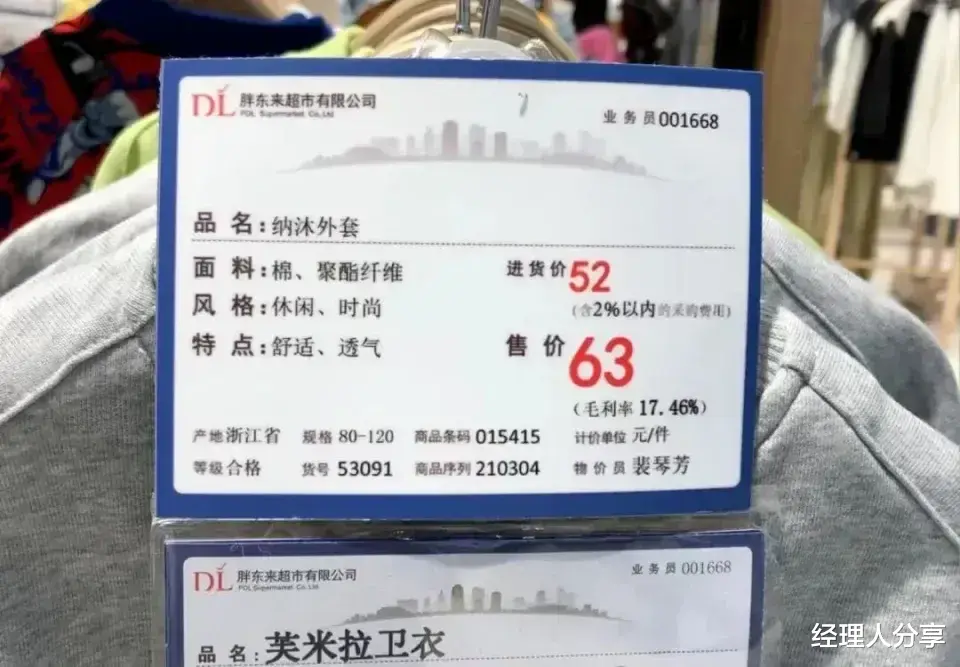 DL 胖东来超市有限公司
PDL Supermarket Co.,Ltd
业务员001668
品名:纳沐外套
面料:棉、聚酯纤维
进货价52
(含2%以内的采购费用)
风格:休闲、时尚
特点:舒适、透气
售价63
(毛利率 17.46%)
产地浙江省 规格 80-120 商品条码 015415 计价单位 元/件
等级合格 货号 53091 商品序列 210304 物价员 裴琴芳
DL 胖东来超市有限公司
PDL Supermarket Co.Ltd
业务员 001668
品名:芙米拉卫衣
经理人分享